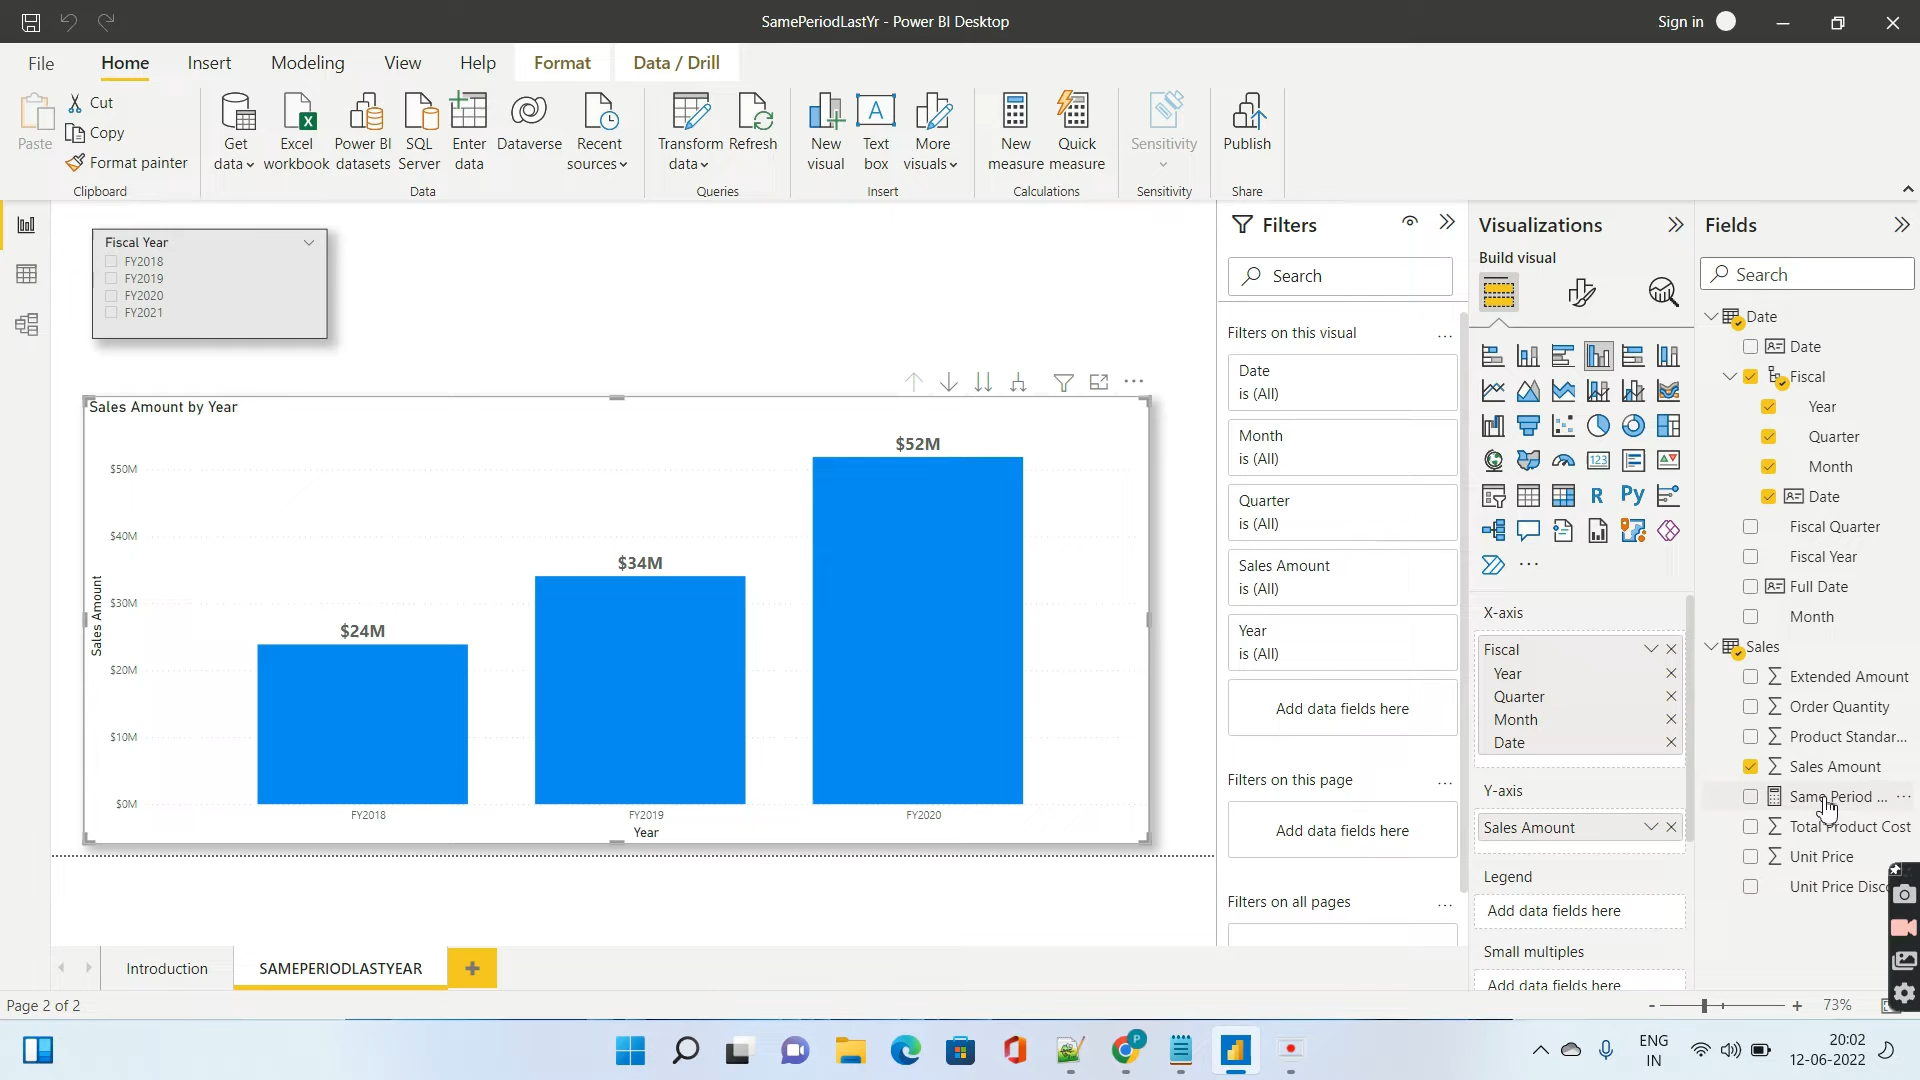 SamePeriodLastYr - Power BI Desktop
Sign in
File
Home
Insert
Modeling
View
Help
Format
Data / Drill
Paste
Cut
Copy
Format painter
Clipboard
Get data
Excel workbook
Power BI datasets
SQL Server
Enter data
Dataverse
Recent sources
Data
Transform data
Refresh
Queries
New visual
Text box
More visuals
Insert
New measure
Quick measure
Calculations
Sensitivity
Sensitivity
Publish
Share
Fiscal Year
FY2018
FY2019
FY2020
FY2021
Sales Amount by Year
$50M
$40M
$30M
$20M
$10M
$0M
Sales Amount
$24M
$34M
$52M
FY2018
FY2019
FY2020
Year
Filters
Search
Filters on this visual
Date
is (All)
Month
is (All)
Quarter
is (All)
Sales Amount
is (All)
Year
is (All)
Add data fields here
Filters on this page
Add data fields here
Filters on all pages
Visualizations
Build visual
123
R
Py
X-axis
Fiscal
Year
Quarter
Month
Date
Y-axis
Sales Amount
Legend
Add data fields here
Small multiples
Add data fields here
Fields
Search
Date
Date
Fiscal
Year
Quarter
Month
Date
Fiscal Quarter
Fiscal Year
Full Date
Month
Sales
Extended Amount
Order Quantity
Product Standar...
Sales Amount
Same Period ...
Total Product Cost
Unit Price
Unit Price Disc
Introduction
SAMEPERIODLASTYEAR
Page 2 of 2
73%
ENG
IN
20:02
12-06-2022